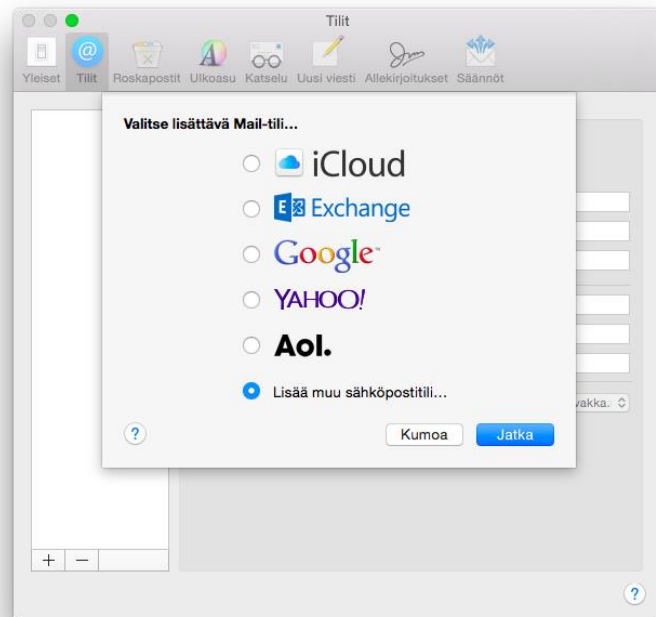 Tilit
Yleiset Tilit Roskapostit Ulkoasu Katselu Uusi viesti Allekirjoitukset Säännöt
Valitse lisättävä Mail-tili...
iCloud
E Exchange
Google™
YAHOO!
Aol.
Lisää muu sähköpostitili...
vakka.
? Kumoa Jatka
+ −
?